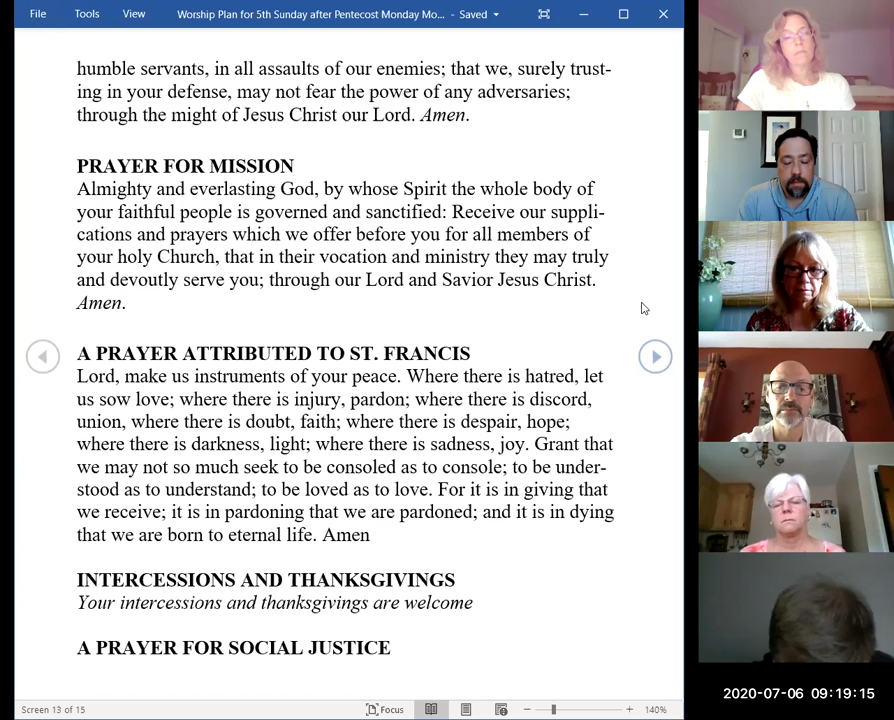 File Tools View Worship Plan for 5th Sunday after Pentecost Monday Mo... - Saved
humble servants, in all assaults of our enemies; that we, surely trust-
ing in your defense, may not fear the power of any adversaries;
through the might of Jesus Christ our Lord. Amen.
PRAYER FOR MISSION
Almighty and everlasting God, by whose Spirit the whole body of
your faithful people is governed and sanctified: Receive our suppli-
cations and prayers which we offer before you for all members of
your holy Church, that in their vocation and ministry they may truly
and devoutly serve you; through our Lord and Savior Jesus Christ.
Amen.
A PRAYER ATTRIBUTED TO ST. FRANCIS
Lord, make us instruments of your peace. Where there is hatred, let
us sow love; where there is injury, pardon; where there is discord,
union, where there is doubt, faith; where there is despair, hope;
where there is darkness, light; where there is sadness, joy. Grant that
we may not so much seek to be consoled as to console; to be under-
stood as to understand; to be loved as to love. For it is in giving that
we receive; it is in pardoning that we are pardoned; and it is in dying
that we are born to eternal life. Amen
INTERCESSIONS AND THANKSGIVINGS
Your intercessions and thanksgivings are welcome
A PRAYER FOR SOCIAL JUSTICE
Screen 13 of 15 Focus 140%
2020-07-06 09:19:15